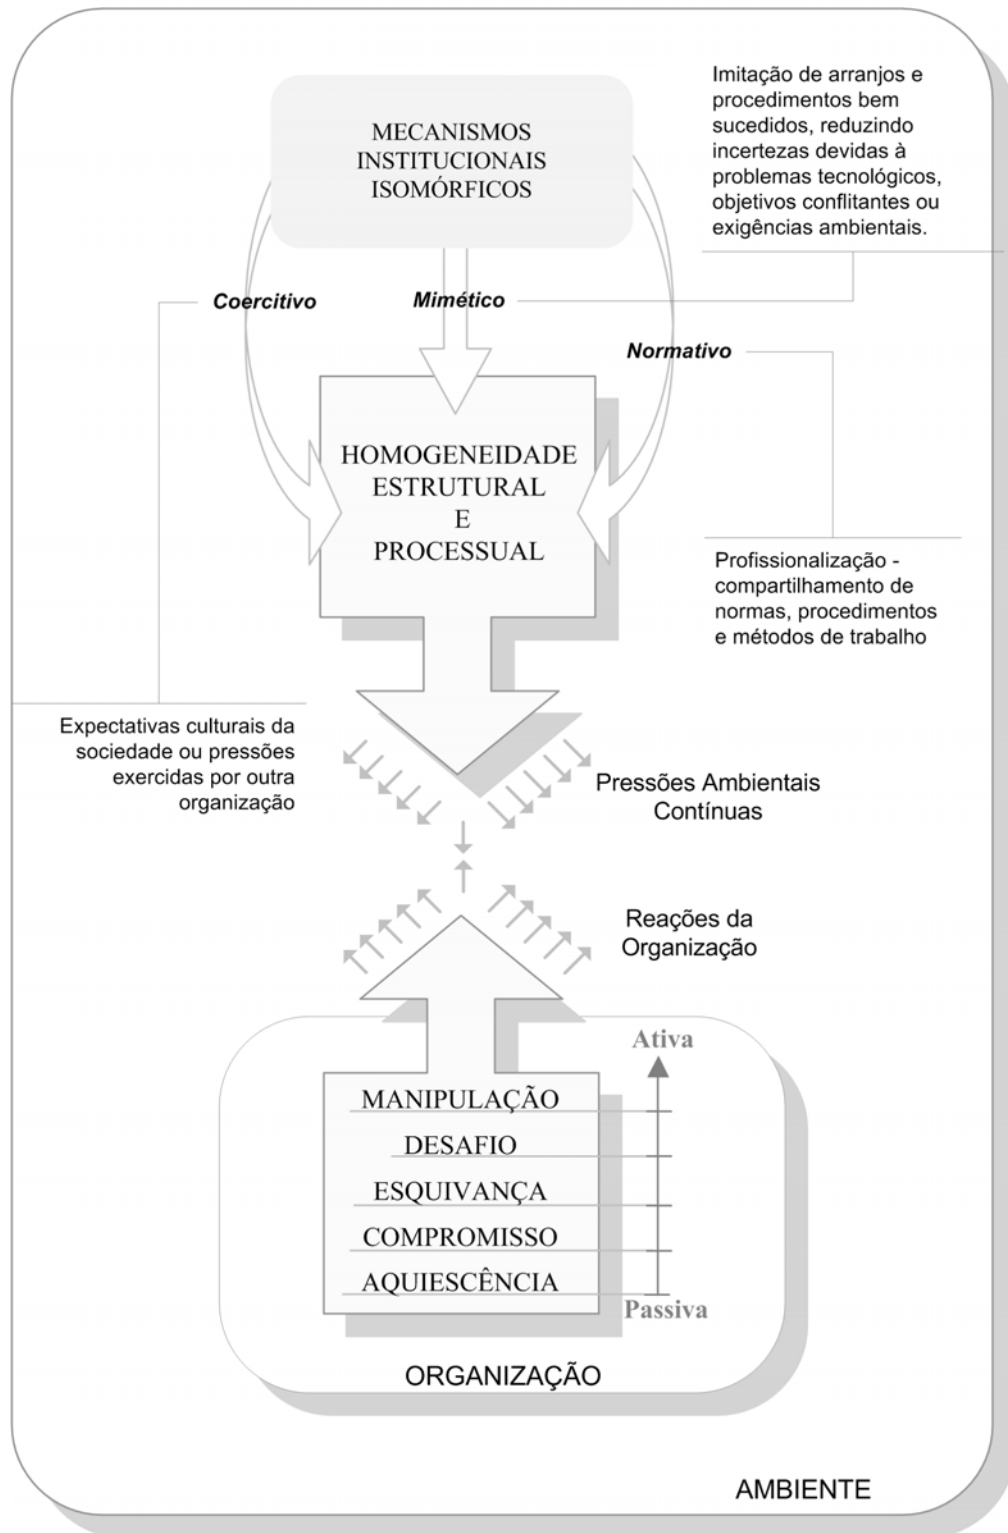 MECANISMOS
INSTITUCIONAIS
ISOMÓRFICOS
Imitação de arranjos e
procedimentos bem
sucedidos, reduzindo
incertezas devidas à
problemas tecnológicos,
objetivos conflitantes ou
exigências ambientais.
Coercitivo
Mimético
Normativo
HOMOGENEIDADE
ESTRUTURAL
E
PROCESSUAL
Profissionalização -
compartilhamento de
normas, procedimentos
e métodos de trabalho
Expectativas culturais da
sociedade ou pressões
exercidas por outra
organização
Pressões Ambientais
Contínuas
Reações da
Organização
Ativa
MANIPULAÇÃO
DESAFIO
ESQUIVANÇA
COMPROMISSO
AQUIESCÊNCIA
Passiva
ORGANIZAÇÃO
AMBIENTE